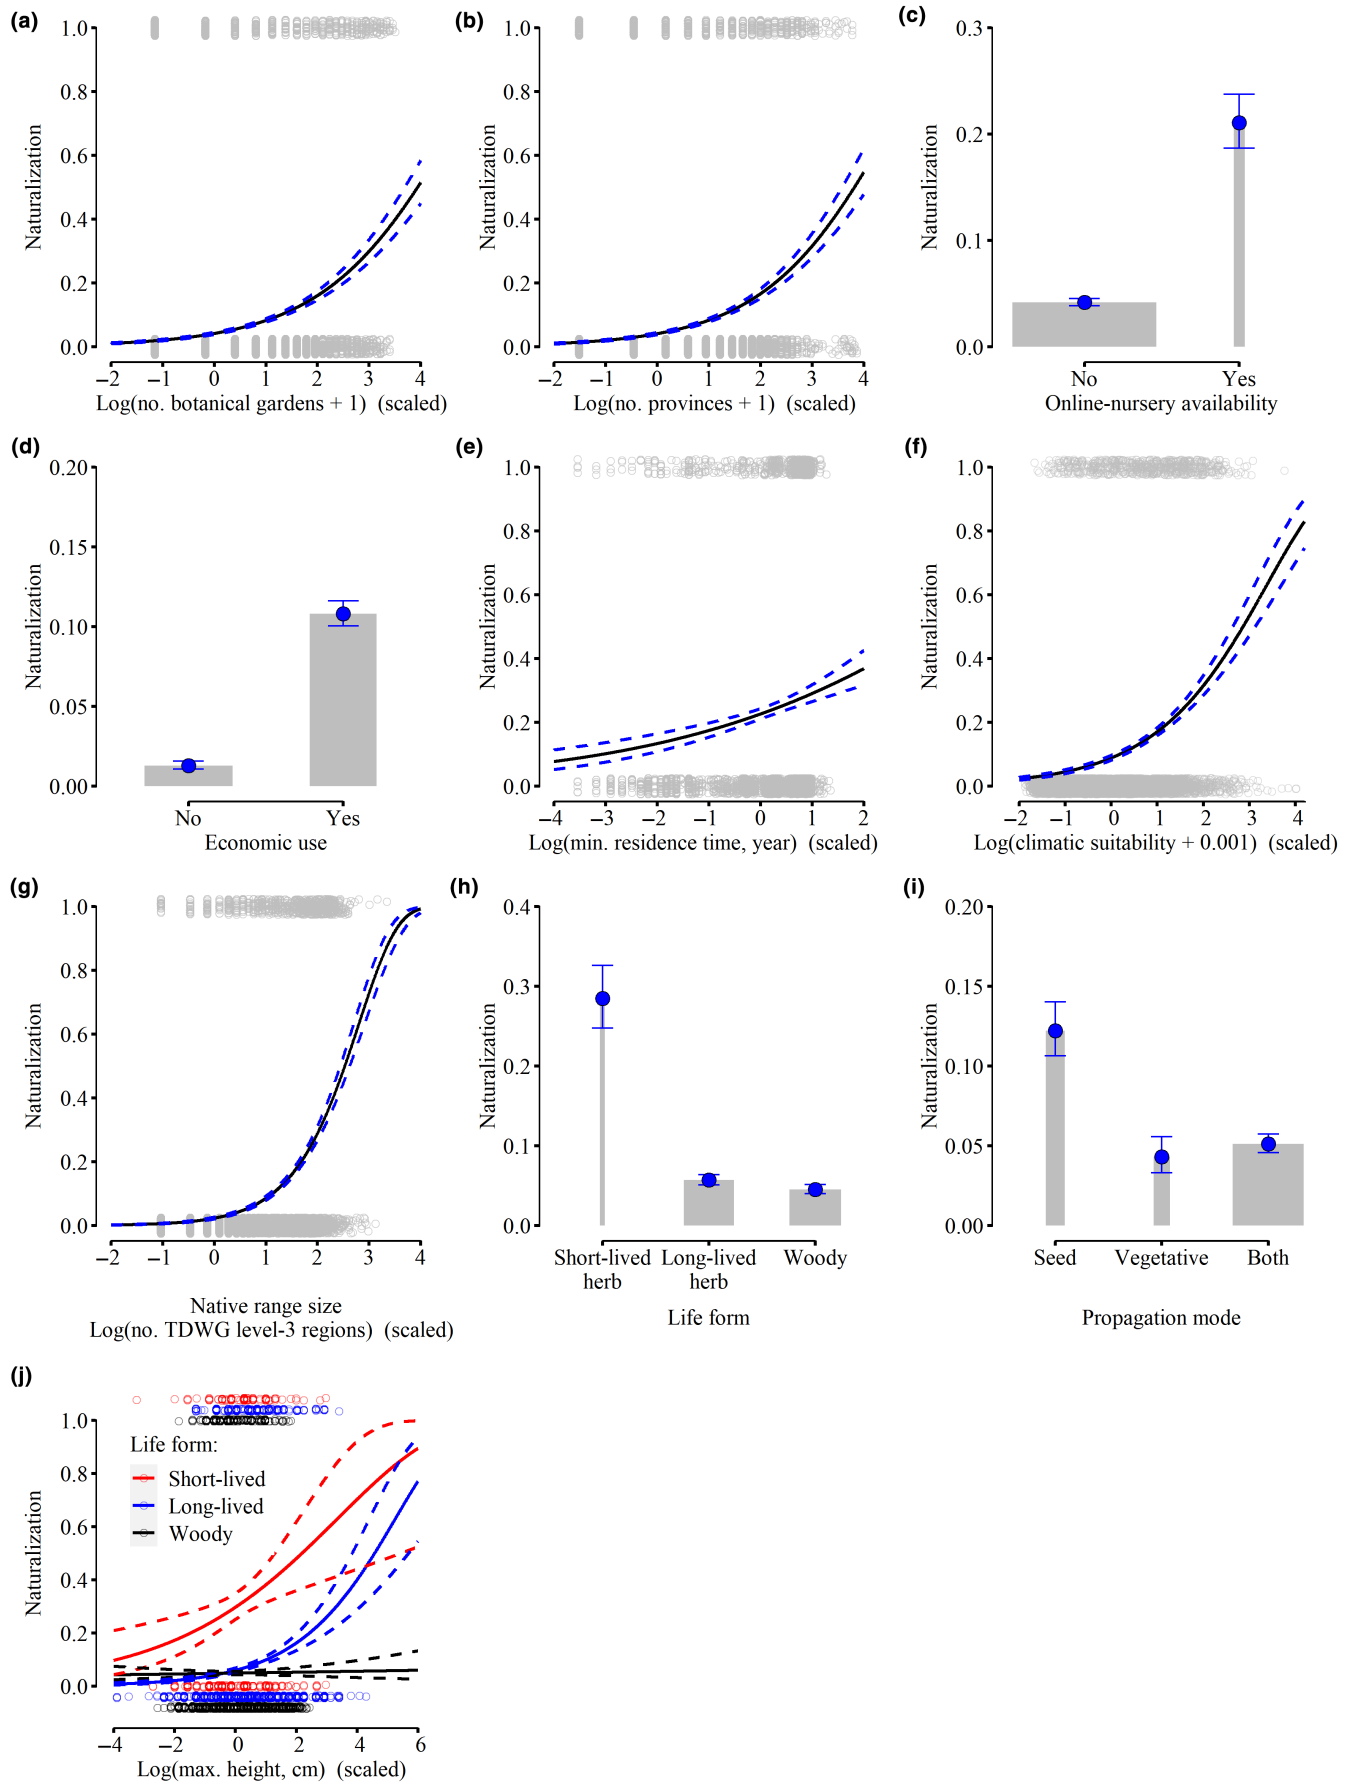 (a)
1.0
0.8
0.6
0.4
0.2
0.0
Naturalization
−2 −1 0 1 2 3 4
Log(no. botanical gardens + 1) (scaled)
(b)
1.0
0.8
0.6
0.4
0.2
0.0
Naturalization
−2 −1 0 1 2 3 4
Log(no. provinces + 1) (scaled)
(c)
0.3
0.2
0.1
0.0
Naturalization
No Yes
Online-nursery availability
(d)
0.20
0.15
0.10
0.05
0.00
Naturalization
No Yes
Economic use
(e)
1.0
0.8
0.6
0.4
0.2
0.0
Naturalization
−4 −3 −2 −1 0 1 2
Log(min. residence time, year) (scaled)
(f)
1.0
0.8
0.6
0.4
0.2
0.0
Naturalization
−2 −1 0 1 2 3 4
Log(climatic suitability + 0.001) (scaled)
(g)
1.0
0.8
0.6
0.4
0.2
0.0
Naturalization
−2 −1 0 1 2 3 4
Native range size
Log(no. TDWG level-3 regions) (scaled)
(h)
0.4
0.3
0.2
0.1
0.0
Naturalization
Short-lived Long-lived Woody
herb herb
Life form
(i)
0.20
0.15
0.10
0.05
0.00
Naturalization
Seed Vegetative Both
Propagation mode
(j)
1.0
0.8
0.6
0.4
0.2
0.0
Naturalization
Life form:
Short-lived
Long-lived
Woody
−4 −2 0 2 4 6
Log(max. height, cm) (scaled)